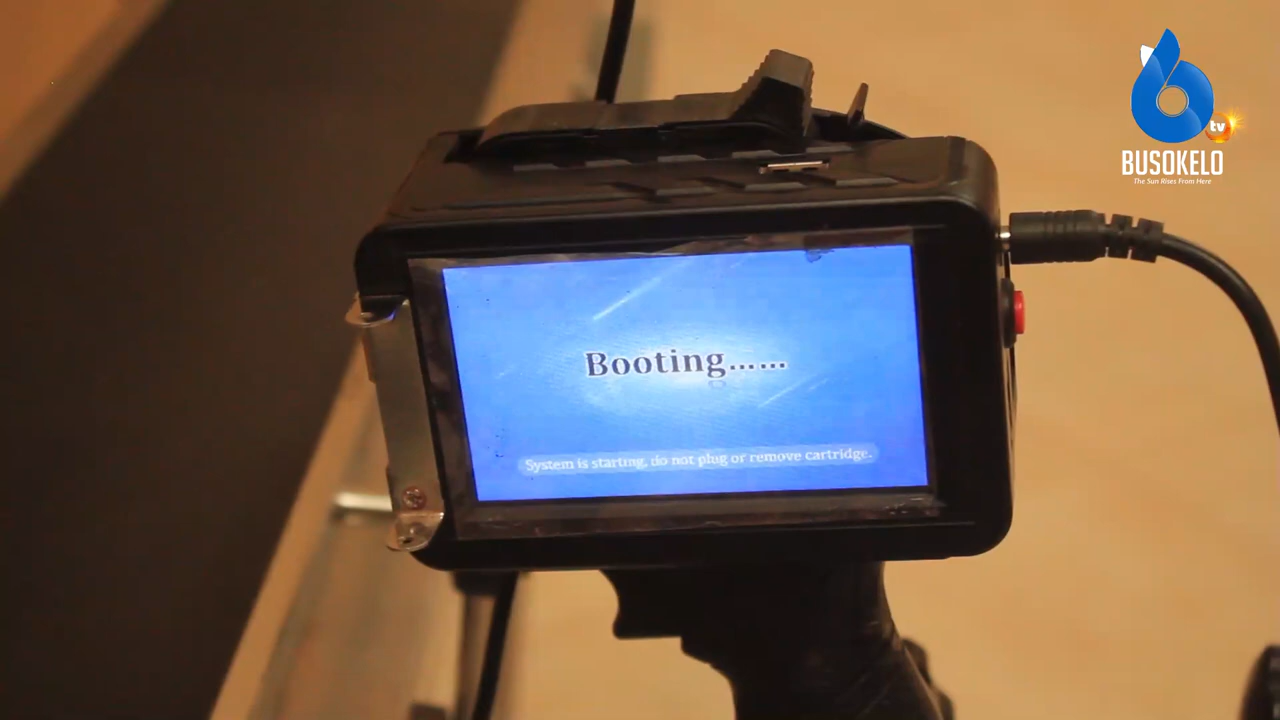 tv
BUSOKELO
The Sun Rises From Here
Booting......
System is starting, do not plug or remove cartridge.